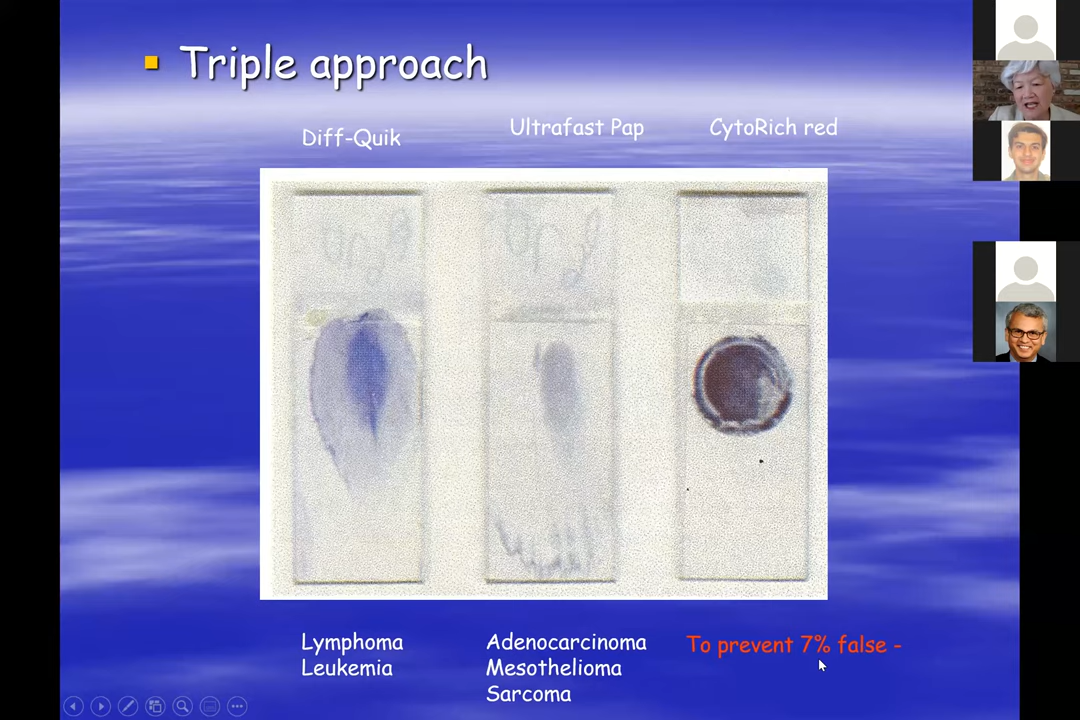 Triple approach
Diff-Quik
Ultrafast Pap
CytoRich red
Lymphoma
Leukemia
Adenocarcinoma
Mesothelioma
Sarcoma
To prevent 7% false -